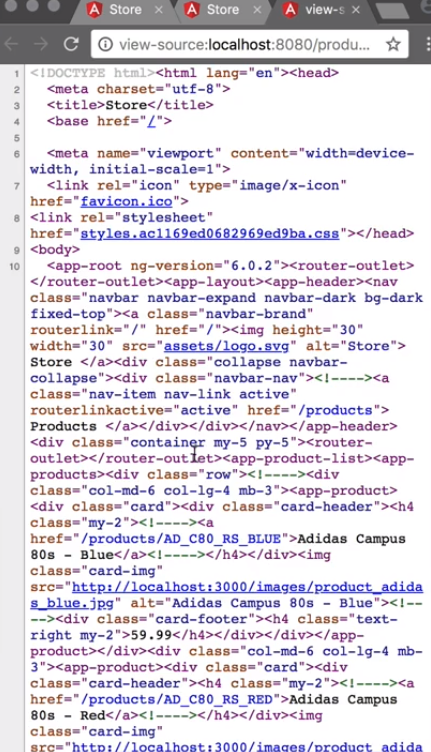 Store
Store
view-s
view-source:localhost:8080/produ...
1 <!DOCTYPE html><html lang="en"><head>
2 <meta charset="utf-8">
3 <title>Store</title>
4 <base href="/">
5
6 <meta name="viewport" content="width=device-
width, initial-scale=1">
7 <link rel="icon" type="image/x-icon"
href="favicon.ico">
8 <link rel="stylesheet"
href="styles.ac1169ed0682969ed9ba.css"></head>
9 <body>
10 <app-root ng-version="6.0.2"><router-outlet>
</router-outlet><app-layout><app-header><nav
class="navbar navbar-expand navbar-dark bg-dark
fixed-top"><a class="navbar-brand"
routerlink="/" href="/"><img height="30"
width="30" src="assets/logo.svg" alt="Store">
Store </a><div class="collapse navbar-
collapse"><div class="navbar-nav"><!----><a
class="nav-item nav-link active"
routerlinkactive="active" href="/products">
Products </a></div></div></nav></app-header>
<div class="container my-5 py-5"><router-
outlet></router-outlet><app-product-list><app-
products><div class="row"><!----><div
class="col-md-6 col-lg-4 mb-3"><app-product>
<div class="card"><div class="card-header"><h4
class="my-2"><!----><a
href="/products/AD_C80_RS_BLUE">Adidas Campus
80s - Blue</a><!----></h4></div><img
class="card-img"
src="http://localhost:3000/images/product_adida
s_blue.jpg" alt="Adidas Campus 80s - Blue"><!--
--><div class="card-footer"><h4 class="text-
right my-2">59.99</h4></div></div></app-
product></div><div class="col-md-6 col-lg-4 mb-
3"><app-product><div class="card"><div
class="card-header"><h4 class="my-2"><!----><a
href="/products/AD_C80_RS_RED">Adidas Campus
80s - Red</a><!----></h4></div><img
class="card-img"
src="http://localhost:3000/images/product_adida